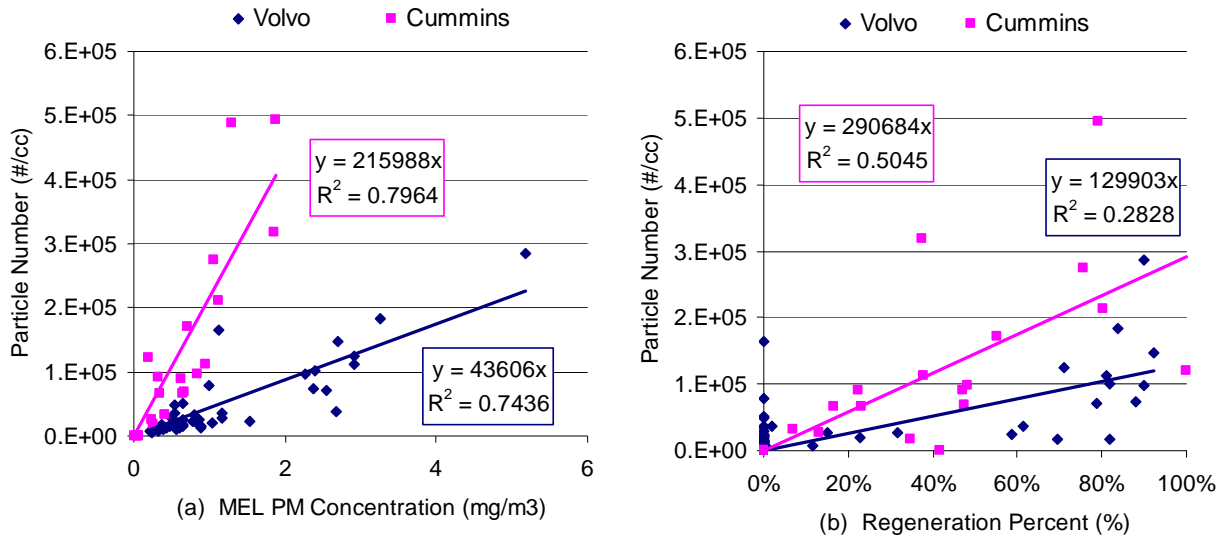 Volvo Cummins
6.E+05
5.E+05
4.E+05
3.E+05
2.E+05
1.E+05
0.E+00
Particle Number (#/cc)
y = 215988x
R² = 0.7964
y = 43606x
R² = 0.7436
0 2 4 6
(a) MEL PM Concentration (mg/m3)
Volvo Cummins
6.E+05
5.E+05
4.E+05
3.E+05
2.E+05
1.E+05
0.E+00
Particle Number (#/cc)
y = 290684x
R² = 0.5045
y = 129903x
R² = 0.2828
0% 20% 40% 60% 80% 100%
(b) Regeneration Percent (%)